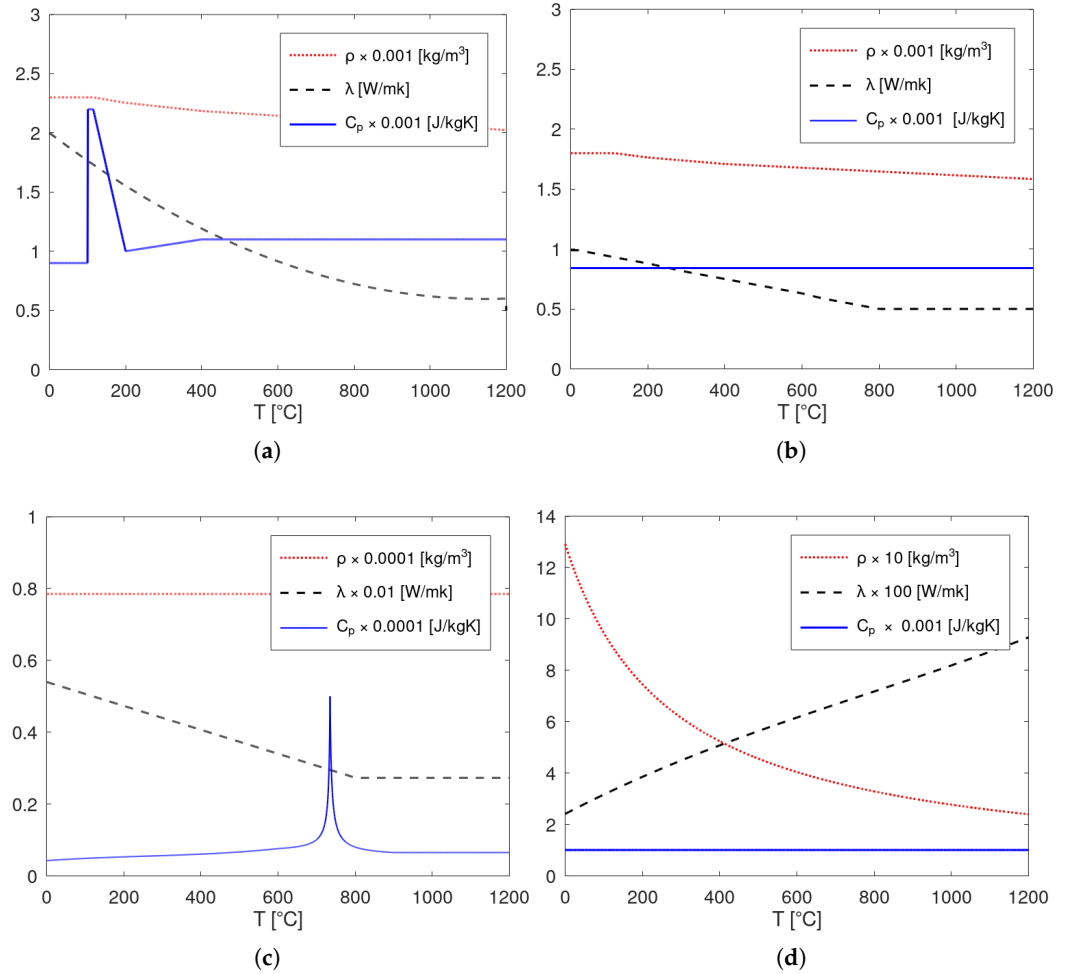 3
2.5
2
1.5
1
0.5
0
ρ × 0.001 [kg/m³]
λ [W/mk]
Cₚ × 0.001 [J/kgK]
0 200 400 600 800 1000 1200
T [°C]
(a)
3
2.5
2
1.5
1
0.5
0
ρ × 0.001 [kg/m³]
λ [W/mk]
Cₚ × 0.001 [J/kgK]
0 200 400 600 800 1000 1200
T [°C]
(b)
1
0.8
0.6
0.4
0.2
0
ρ × 0.0001 [kg/m³]
λ × 0.01 [W/mk]
Cₚ × 0.0001 [J/kgK]
0 200 400 600 800 1000 1200
T [°C]
(c)
14
12
10
8
6
4
2
0
ρ × 10 [kg/m³]
λ × 100 [W/mk]
Cₚ × 0.001 [J/kgK]
0 200 400 600 800 1000 1200
T [°C]
(d)